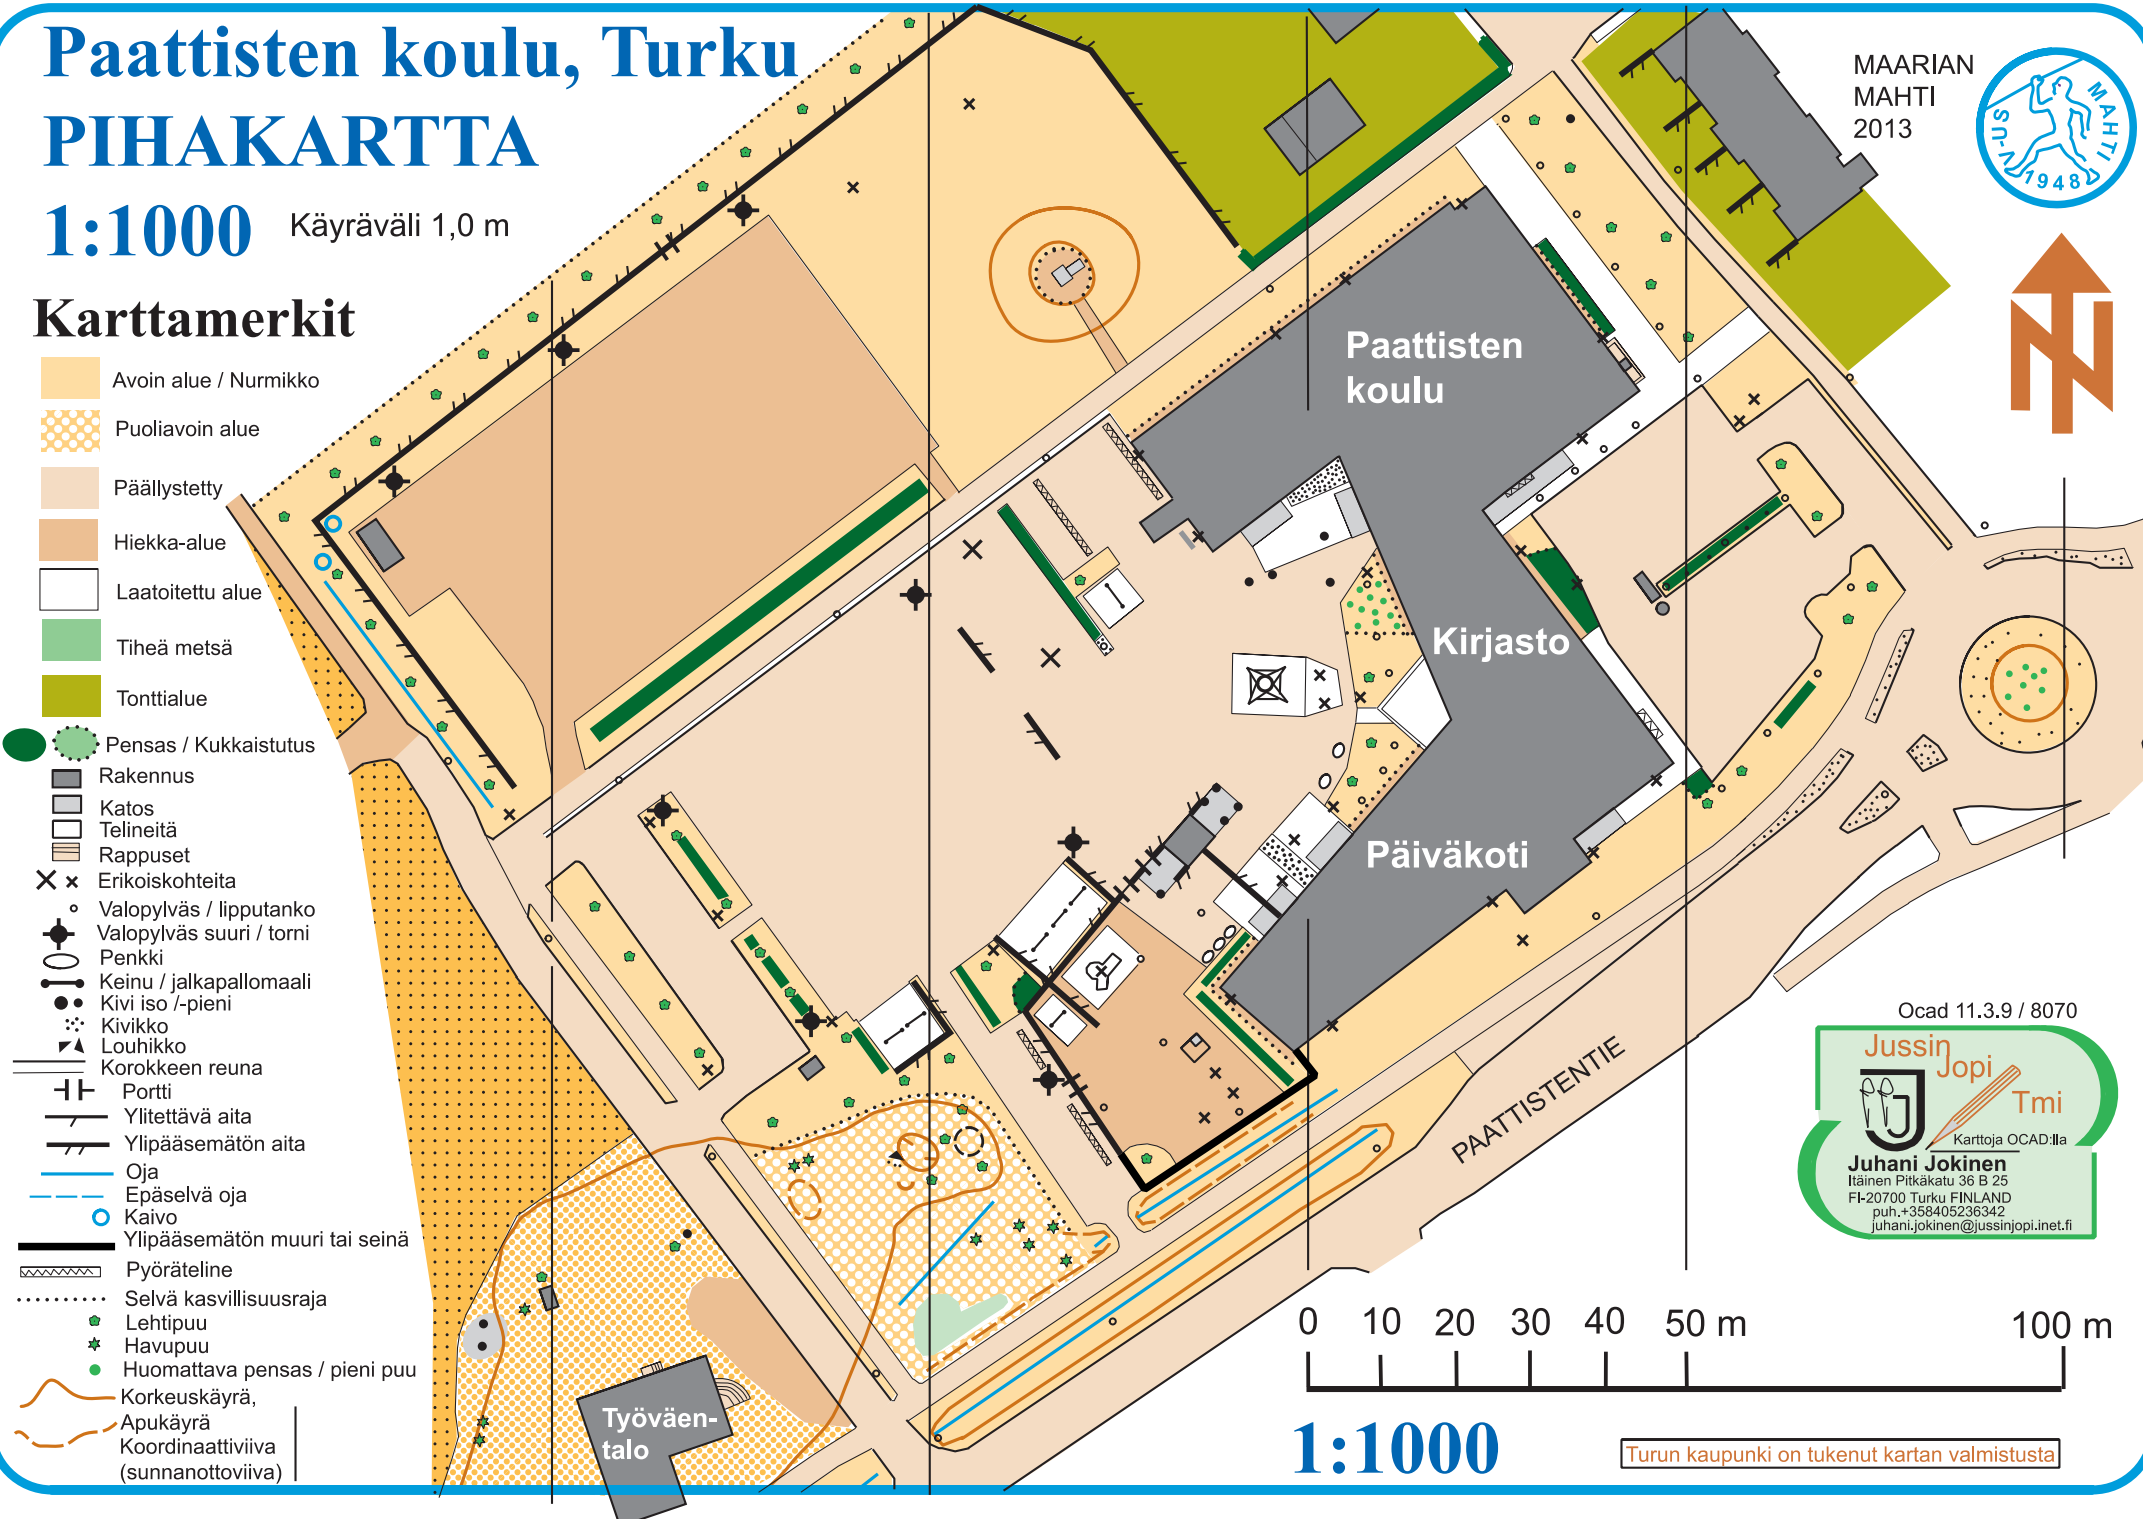 Paattisten koulu, Turku
PIHAKARTTA
1:1000 Käyräväli 1,0 m
Karttamerkit
Avoin alue / Nurmikko
Puoliavoin alue
Päällystetty
Hiekka-alue
Laatoitettu alue
Tiheä metsä
Tonttialue
Pensas / Kukkaistutus
Rakennus
Katos
Telineitä
Rappuset
Erikoiskohteita
Valopylväs / lipputanko
Valopylväs suuri / torni
Penkki
Keinu / jalkapallomaali
Kivi iso /-pieni
Kivikko
Louhikko
Korokkeen reuna
Portti
Ylitettävä aita
Ylipääsemätön aita
Oja
Epäselvä oja
Kaivo
Ylipääsemätön muuri tai seinä
Pyöräteline
Selvä kasvillisuusraja
Lehtipuu
Havupuu
Huomattava pensas / pieni puu
Korkeuskäyrä,
Apukäyrä
Koordinaattiviiva
(sunnanottoviiva)
MAARIAN
MAHTI
2013
V-US MAHTI
1948
N
Paattisten
koulu
Kirjasto
Päiväkoti
Työväen-
talo
PAATTISTENTIE
Ocad 11.3.9 / 8070
Jussin
Jopi
Tmi
J
Karttoja OCAD:lla
Juhani Jokinen
Itäinen Pitkäkatu 36 B 25
FI-20700 Turku FINLAND
puh.+358405236342
juhani.jokinen@jussinjopi.inet.fi
0 10 20 30 40 50 m 100 m
1:1000
Turun kaupunki on tukenut kartan valmistusta